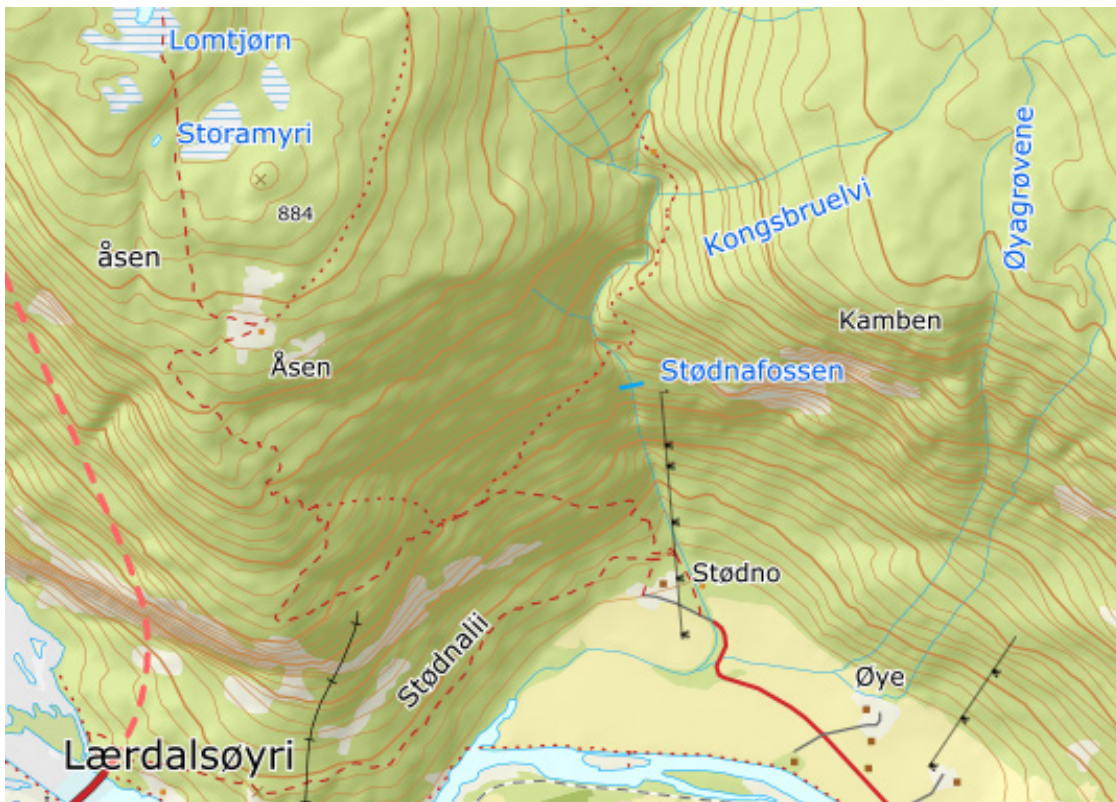 Lomtjørn
Storamyri
884
Øyagrøvene
Kongsbruelvi
åsen
Kamben
Åsen
Stødnafossen
Stødno
Stødnalii
Øye
Lærdalsøyri